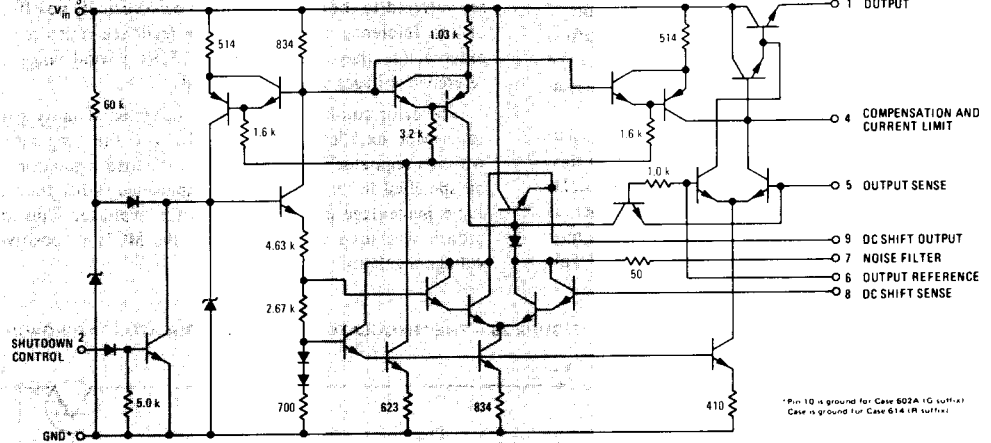 3
Vin
1 OUTPUT
514
834
1.03 k
514
60 k
1.6 k
3.2 k
1.6 k
4 COMPENSATION AND
CURRENT LIMIT
1.0 k
5 OUTPUT SENSE
4.63 k
9 DC SHIFT OUTPUT
7 NOISE FILTER
50
6 OUTPUT REFERENCE
8 DC SHIFT SENSE
2.67 k
SHUTDOWN 2
CONTROL
5.0 k
700
623
834
410
*Pin 10 is ground for Case 602A (G suffix)
Case is ground for Case 614 (R suffix).
GND*